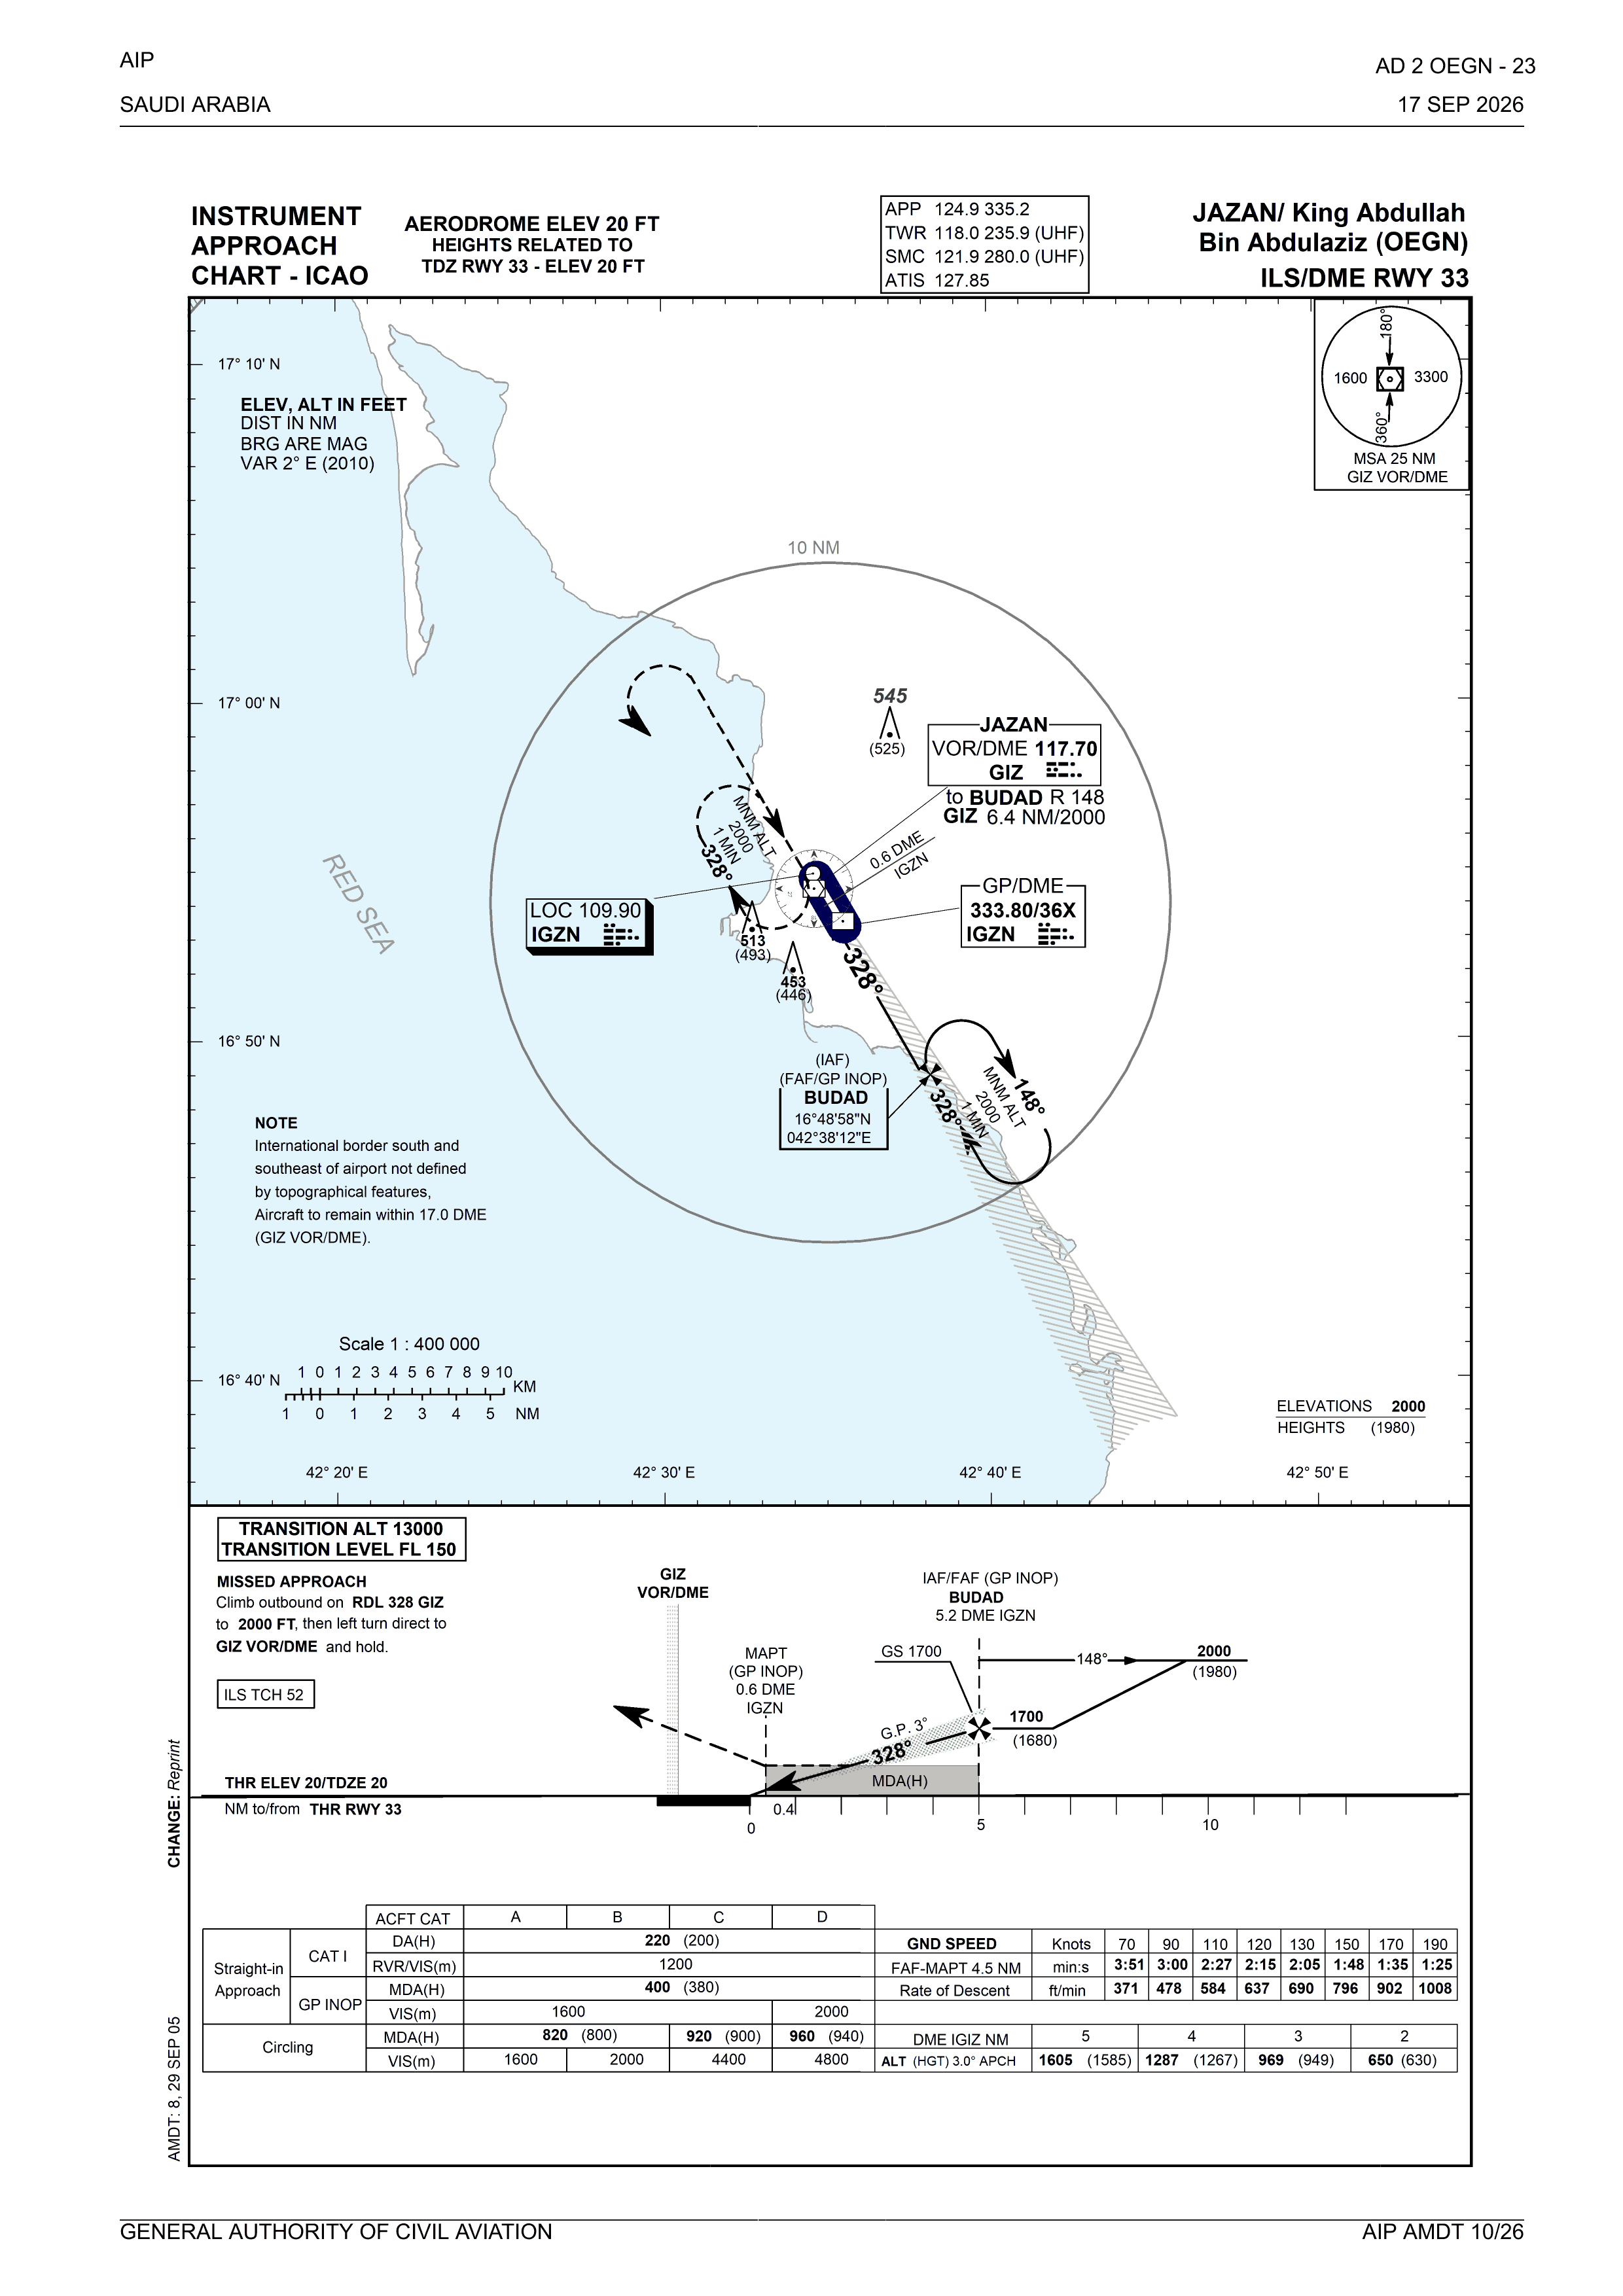 AIP
AD 2 OEGN - 23
SAUDI ARABIA
17 SEP 2026
INSTRUMENT
APPROACH
CHART - ICAO
AERODROME ELEV 20 FT
HEIGHTS RELATED TO
TDZ RWY 33 - ELEV 20 FT
APP 124.9 335.2
TWR 118.0 235.9 (UHF)
SMC 121.9 280.0 (UHF)
ATIS 127.85
JAZAN/ King Abdullah
Bin Abdulaziz (OEGN)
ILS/DME RWY 33
180°
1600
3300
360°
MSA 25 NM
GIZ VOR/DME
17° 10' N
ELEV, ALT IN FEET
DIST IN NM
BRG ARE MAG
VAR 2° E (2010)
10 NM
17° 00' N
545
(525)
JAZAN
VOR/DME 117.70
GIZ
to BUDAD R 148
GIZ 6.4 NM/2000
MNM ALT
2000
1 MIN
328°
0.6 DME
IGZN
RED SEA
LOC 109.90
IGZN
GP/DME
333.80/36X
IGZN
513
(493)
453
(446)
328°
16° 50' N
(IAF)
(FAF/GP INOP)
BUDAD
16°48'58"N
042°38'12"E
148°
MNM ALT
2000
1 MIN
328°
NOTE
International border south and
southeast of airport not defined
by topographical features,
Aircraft to remain within 17.0 DME
(GIZ VOR/DME).
Scale 1 : 400 000
1 0 1 2 3 4 5 6 7 8 9 10
KM
1 0 1 2 3 4 5 NM
16° 40' N
ELEVATIONS 2000
HEIGHTS (1980)
42° 20' E
42° 30' E
42° 40' E
42° 50' E
TRANSITION ALT 13000
TRANSITION LEVEL FL 150
MISSED APPROACH
Climb outbound on RDL 328 GIZ
to 2000 FT, then left turn direct to
GIZ VOR/DME and hold.
ILS TCH 52
GIZ
VOR/DME
IAF/FAF (GP INOP)
BUDAD
5.2 DME IGZN
MAPT
(GP INOP)
0.6 DME
IGZN
GS 1700
148°
2000
(1980)
1700
(1680)
G.P. 3°
328°
MDA(H)
THR ELEV 20/TDZE 20
NM to/from THR RWY 33
0.4
0
5
10
CHANGE: Reprint
AMDT: 8, 29 SEP 05
ACFT CAT A B C D
Straight-in Approach
CAT I
DA(H) 220 (200)
RVR/VIS(m) 1200
GP INOP
MDA(H) 400 (380)
VIS(m) 1600 2000
Circling
MDA(H) 820 (800) 920 (900) 960 (940)
VIS(m) 1600 2000 4400 4800
GND SPEED Knots 70 90 110 120 130 150 170 190
FAF-MAPT 4.5 NM min:s 3:51 3:00 2:27 2:15 2:05 1:48 1:35 1:25
Rate of Descent ft/min 371 478 584 637 690 796 902 1008
DME IGIZ NM 5 4 3 2
ALT (HGT) 3.0° APCH 1605 (1585) 1287 (1267) 969 (949) 650 (630)
GENERAL AUTHORITY OF CIVIL AVIATION
AIP AMDT 10/26